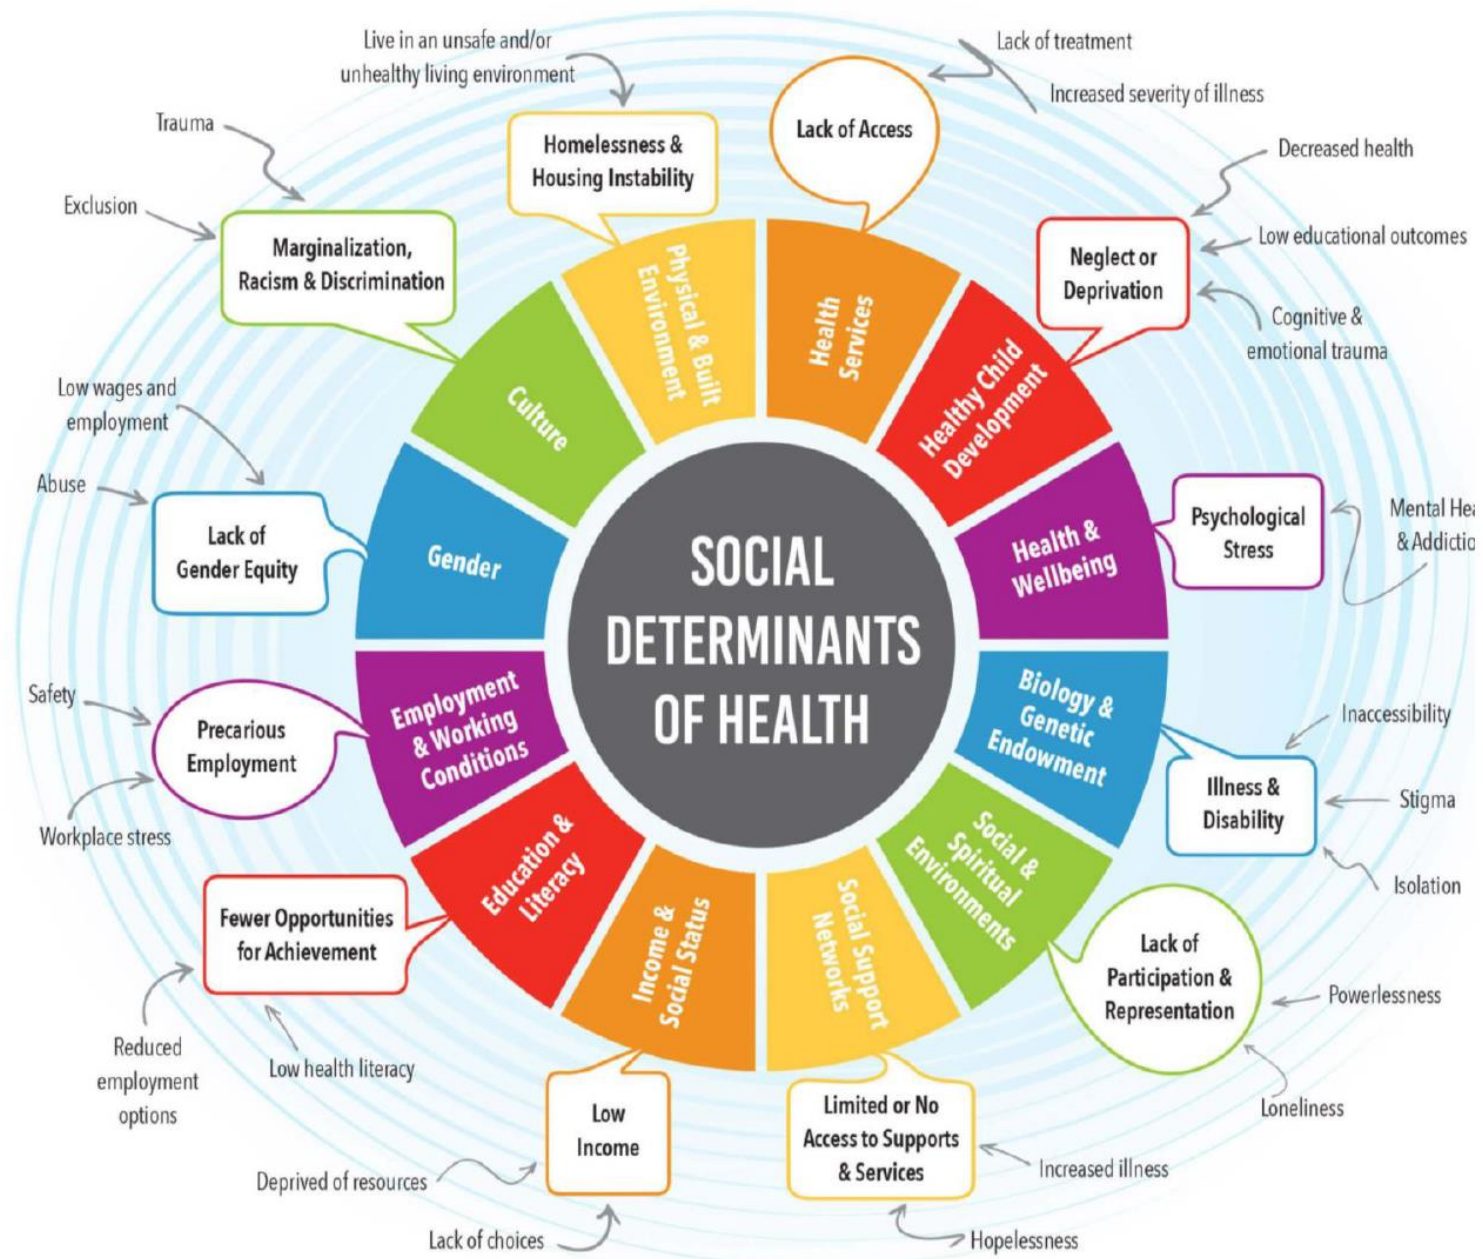 Live in an unsafe and/or
unhealthy living environment
Lack of treatment
Increased severity of illness
Trauma
Exclusion
Homelessness &
Housing Instability
Lack of Access
Decreased health
Low educational outcomes
Cognitive &
emotional trauma
Marginalization,
Racism & Discrimination
Neglect or
Deprivation
Physical & Built
Environment
Health
Services
Healthy Child
Development
Culture
Low wages and
employment
Abuse
Lack of
Gender Equity
Gender
SOCIAL
DETERMINANTS
OF HEALTH
Health &
Wellbeing
Psychological
Stress
Mental
&
Safety
Workplace stress
Precarious
Employment
Employment
& Working
Conditions
Biology &
Genetic
Endowment
Illness &
Disability
Inaccessibility
Stigma
Isolation
Education &
Literacy
Fewer Opportunities
for Achievement
Reduced
employment
options
Low health literacy
Income &
Social Status
Low
Income
Deprived of resources
Lack of choices
Social Support
Networks
Limited or No
Access to Supports
& Services
Increased illness
Hopelessness
Social &
Spiritual
Environments
Lack of
Participation &
Representation
Powerlessness
Loneliness